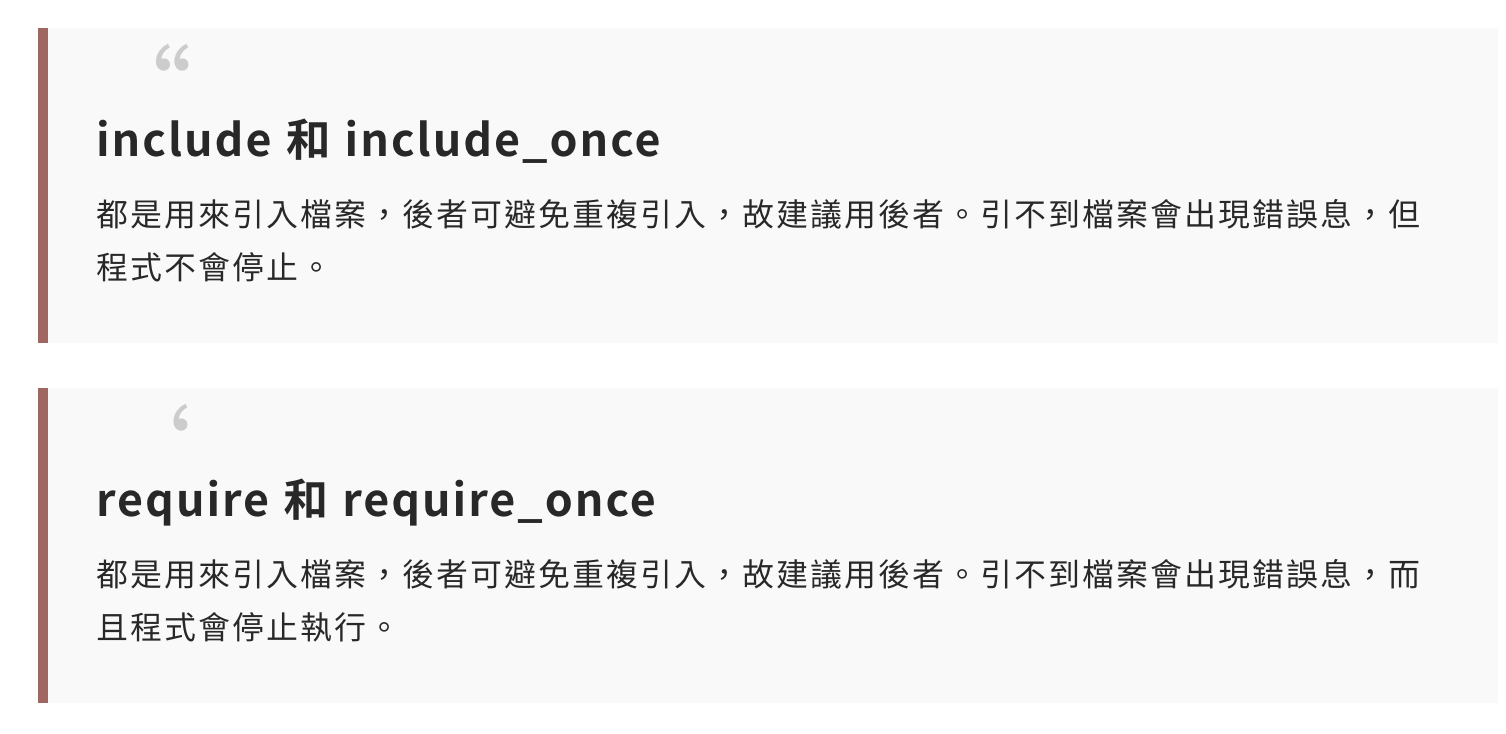 “
include 和 include_once
都是用來引入檔案，後者可避免重複引入，故建議用後者。引不到檔案會出現錯誤息，但
程式不會停止。
‘
require 和 require_once
都是用來引入檔案，後者可避免重複引入，故建議用後者。引不到檔案會出現錯誤息，而
且程式會停止執行。